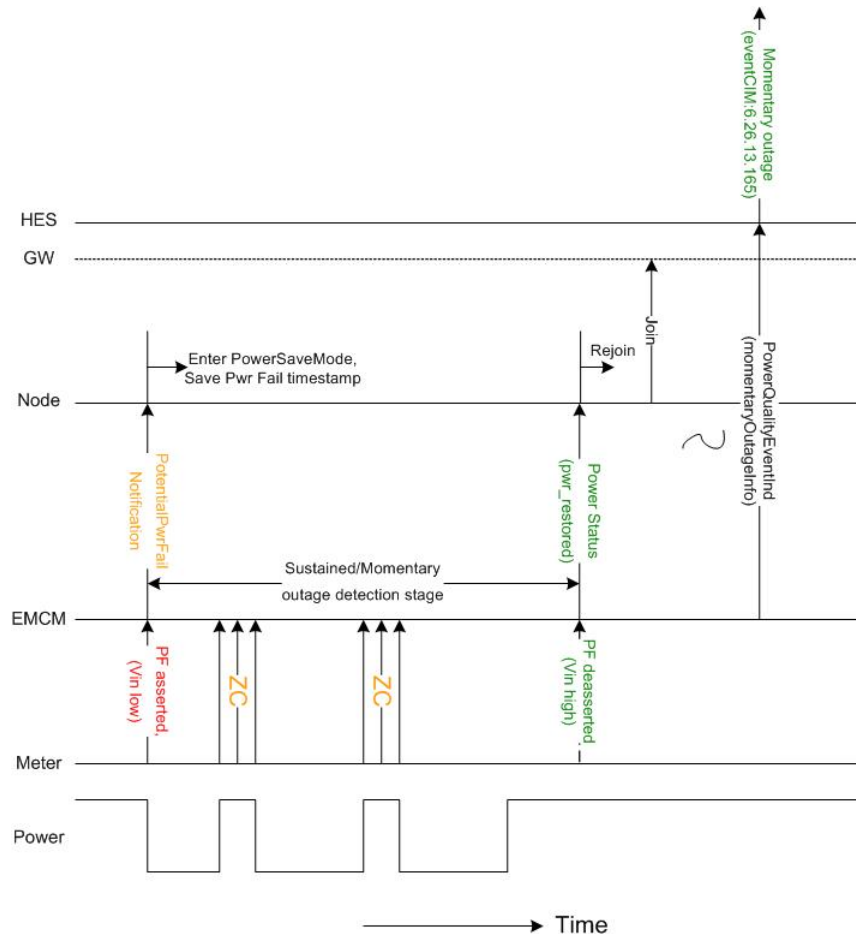 Momentary outage
(eventCIM:6.26.13.165)
HES
GW
Enter PowerSaveMode,
Save Pwr Fail timestamp
Rejoin
Join
Node
PotentialPwrFail
Notification
Power Status
(pwr_restored)
PowerQualityEventInd
(momentaryOutageInfo)
Sustained/Momentary
outage detection stage
EMCM
PF asserted,
(Vin low)
ZC
ZC
PF deasserted
(Vin high)
Meter
Power
Time